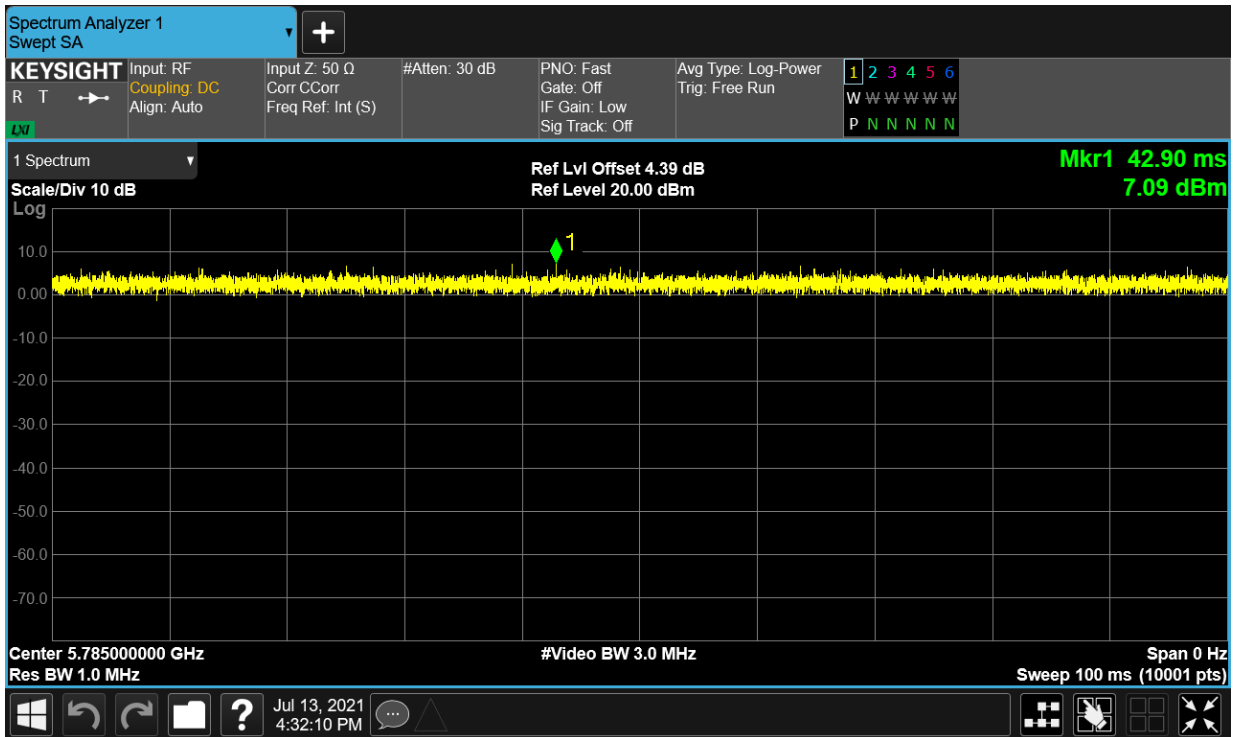 Spectrum Analyzer 1
Swept SA
KEYSIGHT
R T
LXI
Input: RF
Coupling: DC
Align: Auto
Input Z: 50 Ω
Corr CCorr
Freq Ref: Int (S)
#Atten: 30 dB
PNO: Fast
Gate: Off
IF Gain: Low
Sig Track: Off
Avg Type: Log-Power
Trig: Free Run
1 2 3 4 5 6
W W W W W W
P N N N N N
1 Spectrum
Scale/Div 10 dB
Log
Ref Lvl Offset 4.39 dB
Ref Level 20.00 dBm
Mkr1 42.90 ms
7.09 dBm
1
10.0
0.00
-10.0
-20.0
-30.0
-40.0
-50.0
-60.0
-70.0
Center 5.785000000 GHz
Res BW 1.0 MHz
#Video BW 3.0 MHz
Span 0 Hz
Sweep 100 ms (10001 pts)
?
Jul 13, 2021
4:32:10 PM